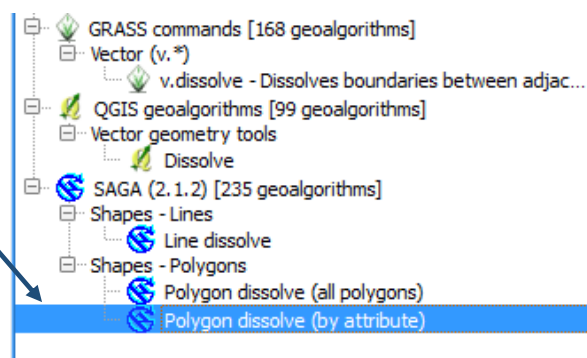 GRASS commands [168 geoalgorithms]
Vector (v.*)
v.dissolve - Dissolves boundaries between adjac...
QGIS geoalgorithms [99 geoalgorithms]
Vector geometry tools
Dissolve
SAGA (2.1.2) [235 geoalgorithms]
Shapes - Lines
Line dissolve
Shapes - Polygons
Polygon dissolve (all polygons)
Polygon dissolve (by attribute)